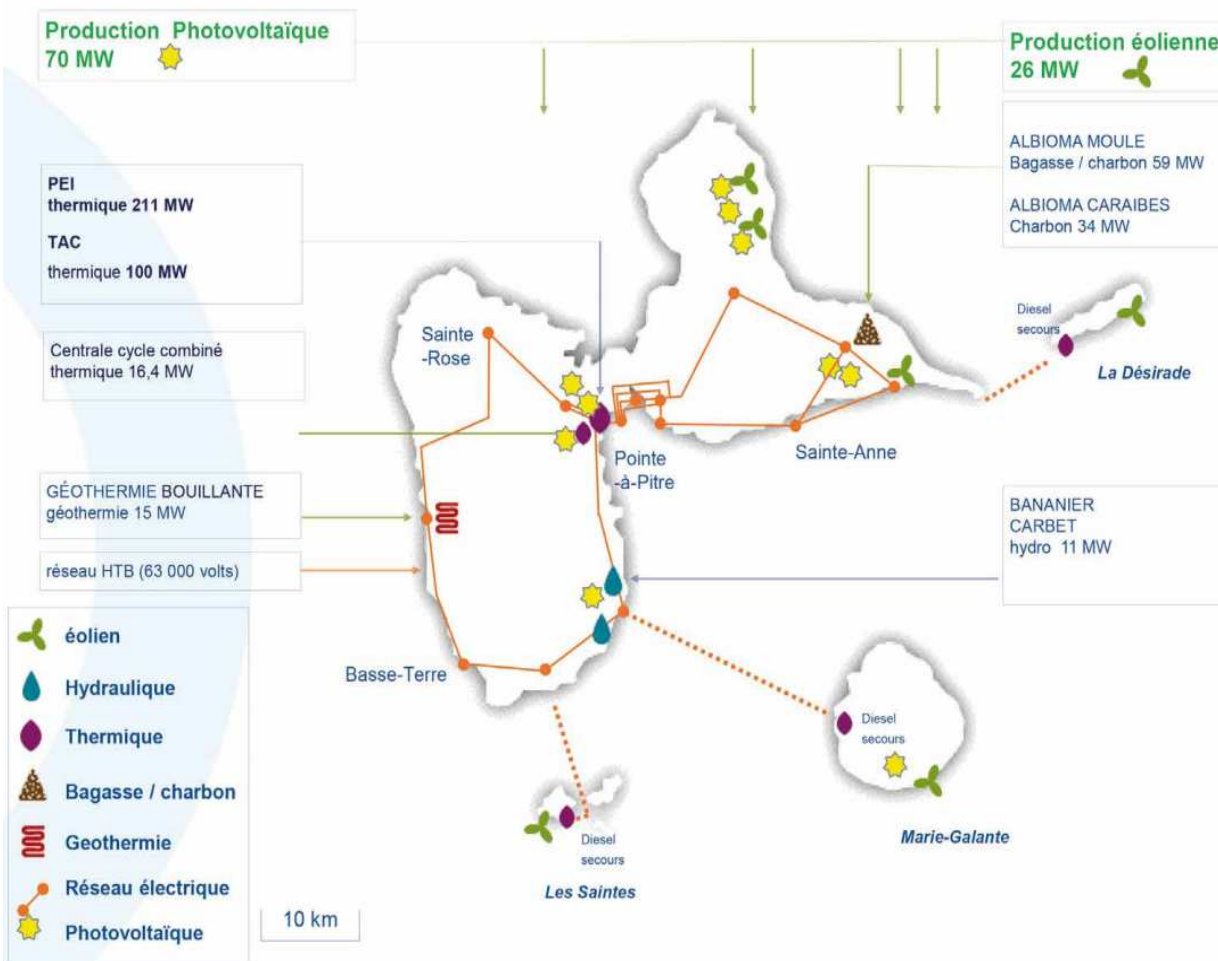 Production Photovoltaïque
70 MW
Production éolienne
26 MW
PEI
thermique 211 MW
TAC
thermique 100 MW
ALBIOMA MOULE
Bagasse / charbon 59 MW
ALBIOMA CARAIBES
Charbon 34 MW
Centrale cycle combiné
thermique 16,4 MW
Sainte
-Rose
Diesel
secours
La Désirade
Pointe
-à-Pitre
Sainte-Anne
GÉOTHERMIE BOUILLANTE
géothermie 15 MW
réseau HTB (63 000 volts)
BANANIER
CARBET
hydro 11 MW
Basse-Terre
Diesel
secours
Marie-Galante
Diesel
secours
Les Saintes
éolien
Hydraulique
Thermique
Bagasse / charbon
Geothermie
Réseau électrique
Photovoltaïque
10 km